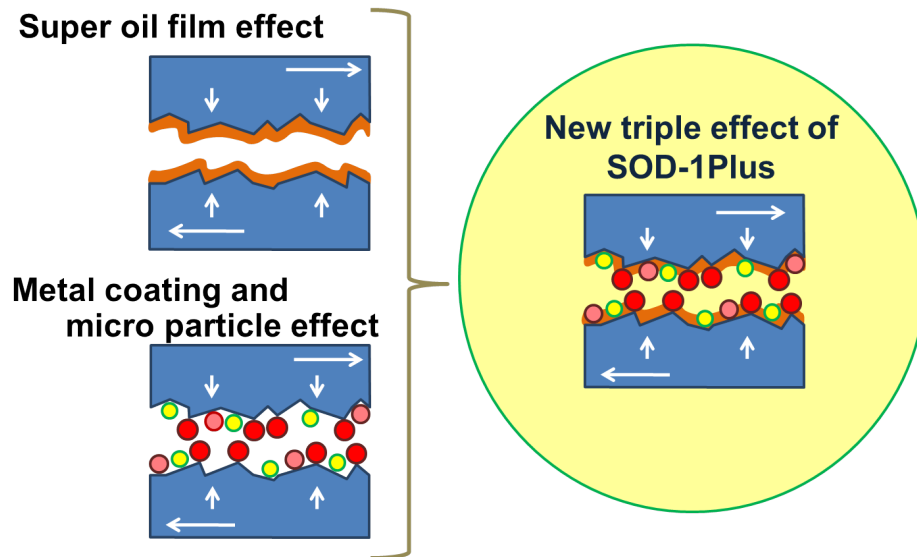 Super oil film effect
Metal coating and
micro particle effect
New triple effect of
SOD-1Plus